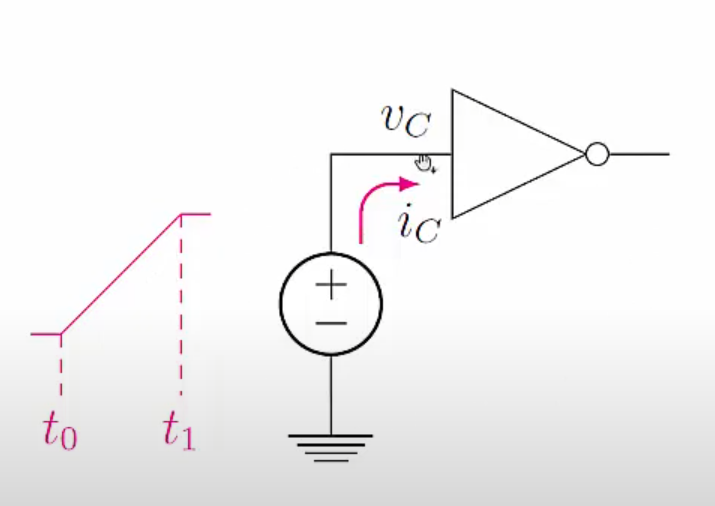 v_C
i_C
+
−
t_0
t_1